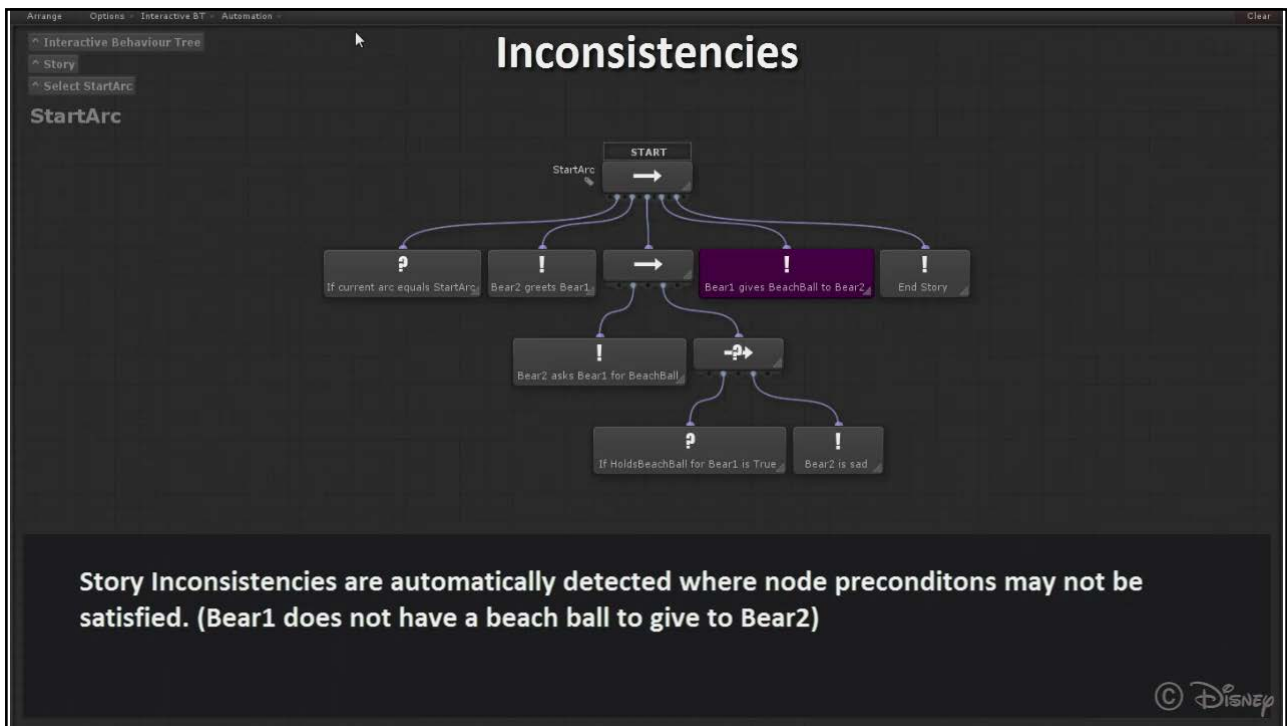 Arrange Options Interactive BT Automation Clear
^ Interactive Behaviour Tree
Inconsistencies
^ Story
^ Select StartArc
StartArc
START
StartArc
If current arc equals StartArc
Bear2 greets Bear1
Bear1 gives BeachBall to Bear2
End Story
Bear2 asks Bear1 for BeachBall
If HoldsBeachBall for Bear1 is True
Bear2 is sad
Story Inconsistencies are automatically detected where node preconditons may not be
satisfied. (Bear1 does not have a beach ball to give to Bear2)
© Disney